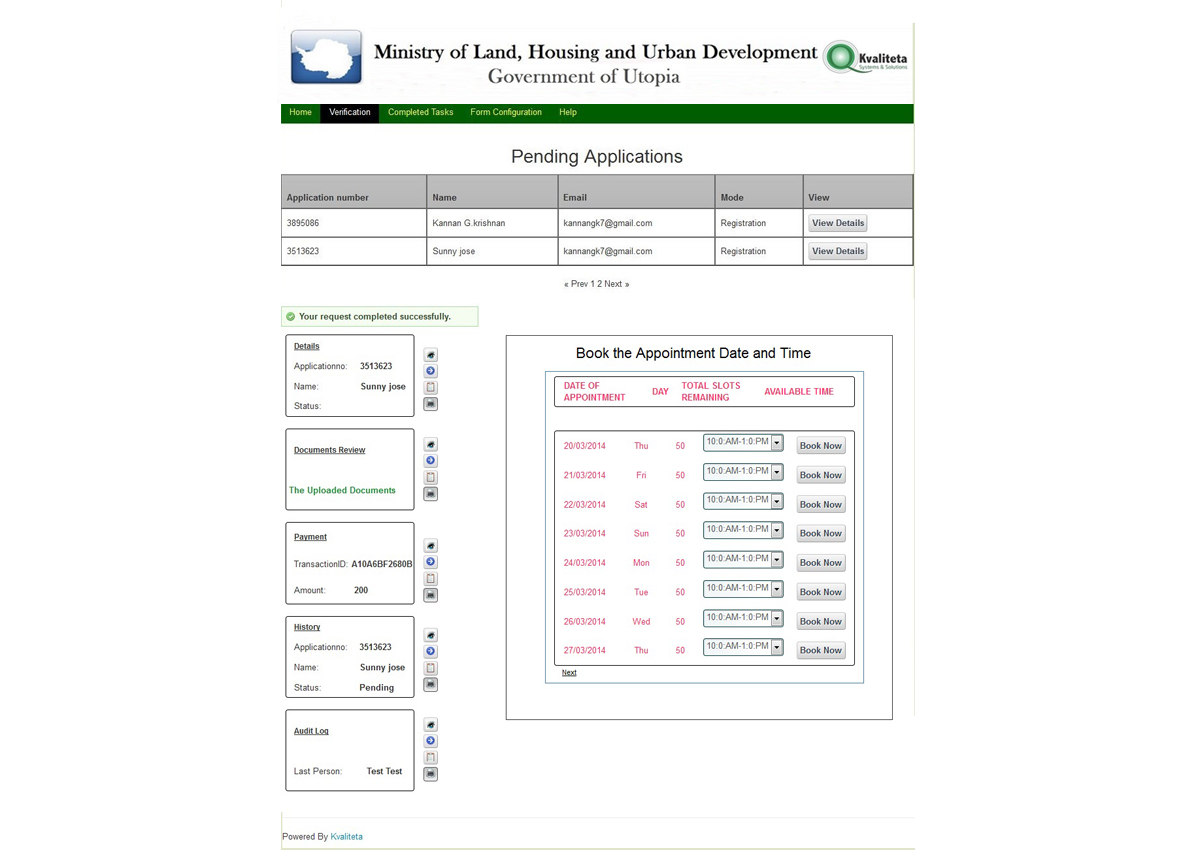 Ministry of Land, Housing and Urban Development
Government of Utopia
Kvaliteta
Systems & Solutions
Home Verification Completed Tasks Form Configuration Help
Pending Applications
Application number Name Email Mode View
3895086 Kannan G.krishnan kannangk7@gmail.com Registration View Details
3513623 Sunny jose kannangk7@gmail.com Registration View Details
« Prev 1 2 Next »
Your request completed successfully.
Details
Applicationno: 3513623
Name: Sunny jose
Status:
Documents Review
The Uploaded Documents
Payment
TransactionID: A10A6BF2680B
Amount: 200
History
Applicationno: 3513623
Name: Sunny jose
Status: Pending
Audit Log
Last Person: Test Test
Book the Appointment Date and Time
DATE OF APPOINTMENT DAY TOTAL SLOTS REMAINING AVAILABLE TIME
20/03/2014 Thu 50 10:0:AM-1:0:PM Book Now
21/03/2014 Fri 50 10:0:AM-1:0:PM Book Now
22/03/2014 Sat 50 10:0:AM-1:0:PM Book Now
23/03/2014 Sun 50 10:0:AM-1:0:PM Book Now
24/03/2014 Mon 50 10:0:AM-1:0:PM Book Now
25/03/2014 Tue 50 10:0:AM-1:0:PM Book Now
26/03/2014 Wed 50 10:0:AM-1:0:PM Book Now
27/03/2014 Thu 50 10:0:AM-1:0:PM Book Now
Next
Powered By Kvaliteta